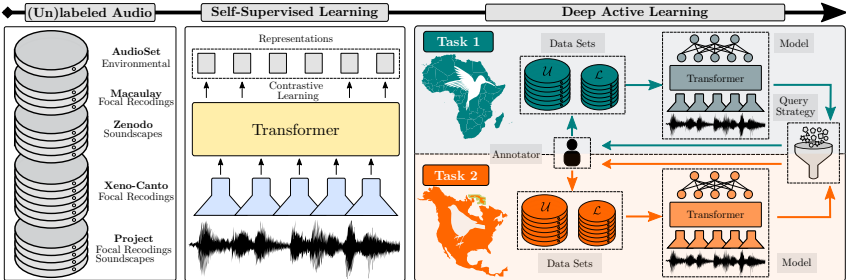 (Un)labeled Audio
Self-Supervised Learning
Deep Active Learning
AudioSet
Environmental
Macaulay
Focal Recodings
Zenodo
Soundscapes
Xeno-Canto
Focal Recodings
Project
Focal Recodings
Soundscapes
Representations
Contrastive
Learning
Transformer
Task 1
Data Sets
U
L
Model
Transformer
Query
Strategy
Annotator
Task 2
U
L
Data Sets
Transformer
Model